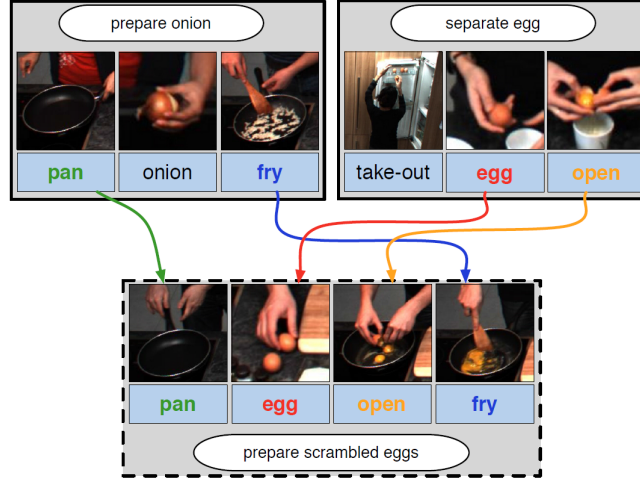 prepare onion
separate egg
pan onion fry
take-out egg open
pan egg open fry
prepare scrambled eggs